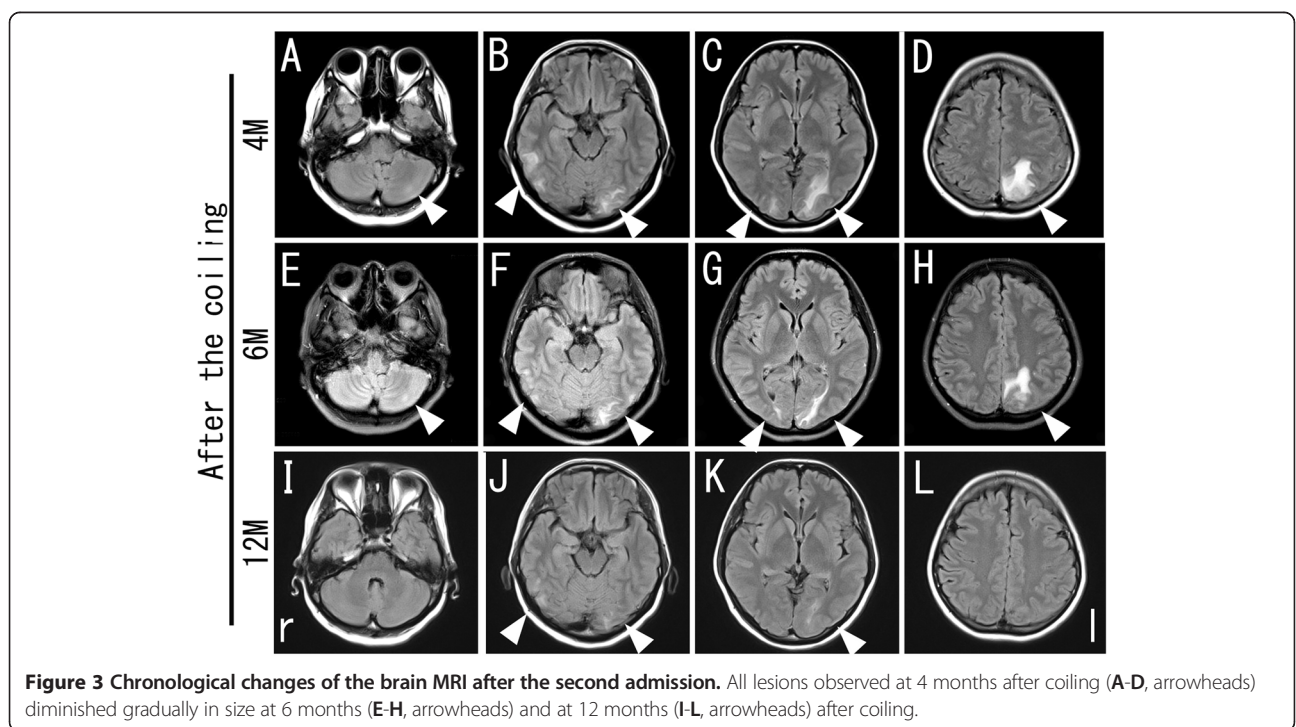 After the coiling
4M
A
B
C
D
6M
E
F
G
H
12M
I
J
K
L
r
l
Figure 3 Chronological changes of the brain MRI after the second admission. All lesions observed at 4 months after coiling (A-D, arrowheads)
diminished gradually in size at 6 months (E-H, arrowheads) and at 12 months (I-L, arrowheads) after coiling.